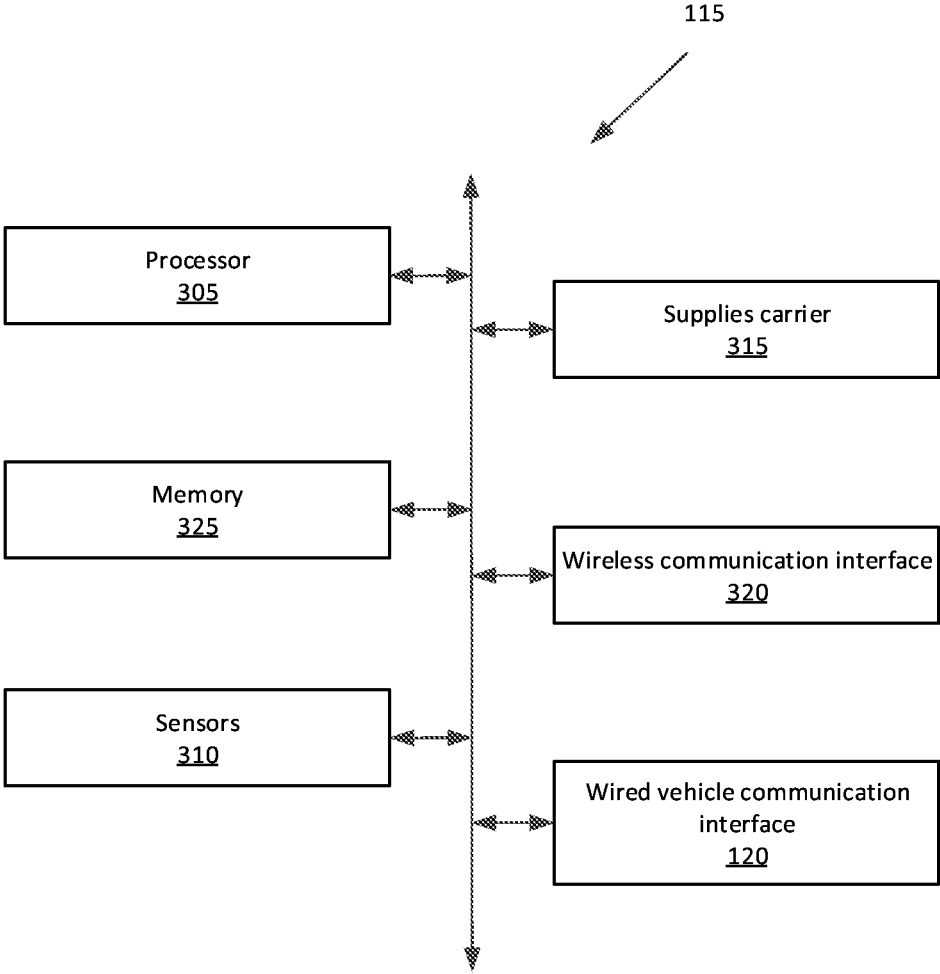 115
Processor
305
Supplies carrier
315
Memory
325
Wireless communication interface
320
Sensors
310
Wired vehicle communication
interface
120